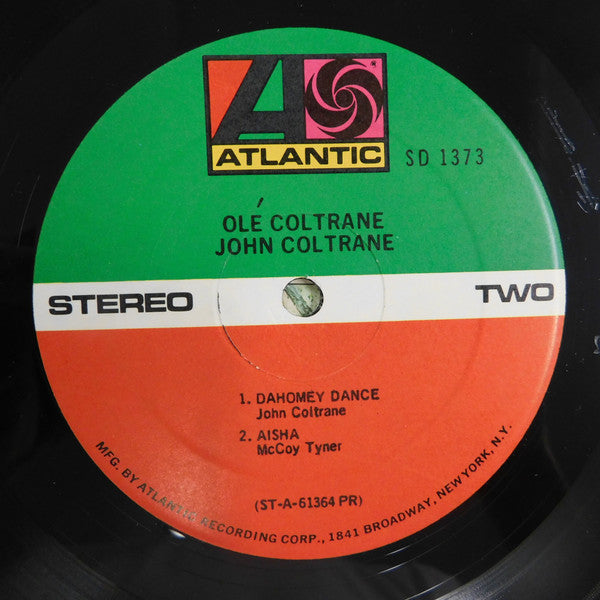 ATLANTIC
SD 1373
OLÉ COLTRANE
JOHN COLTRANE
STEREO
TWO
1. DAHOMEY DANCE
John Coltrane
2. AISHA
McCoy Tyner
(ST-A-61364 PR)
MFG. BY ATLANTIC RECORDING CORP., 1841 BROADWAY, NEW YORK, N.Y.